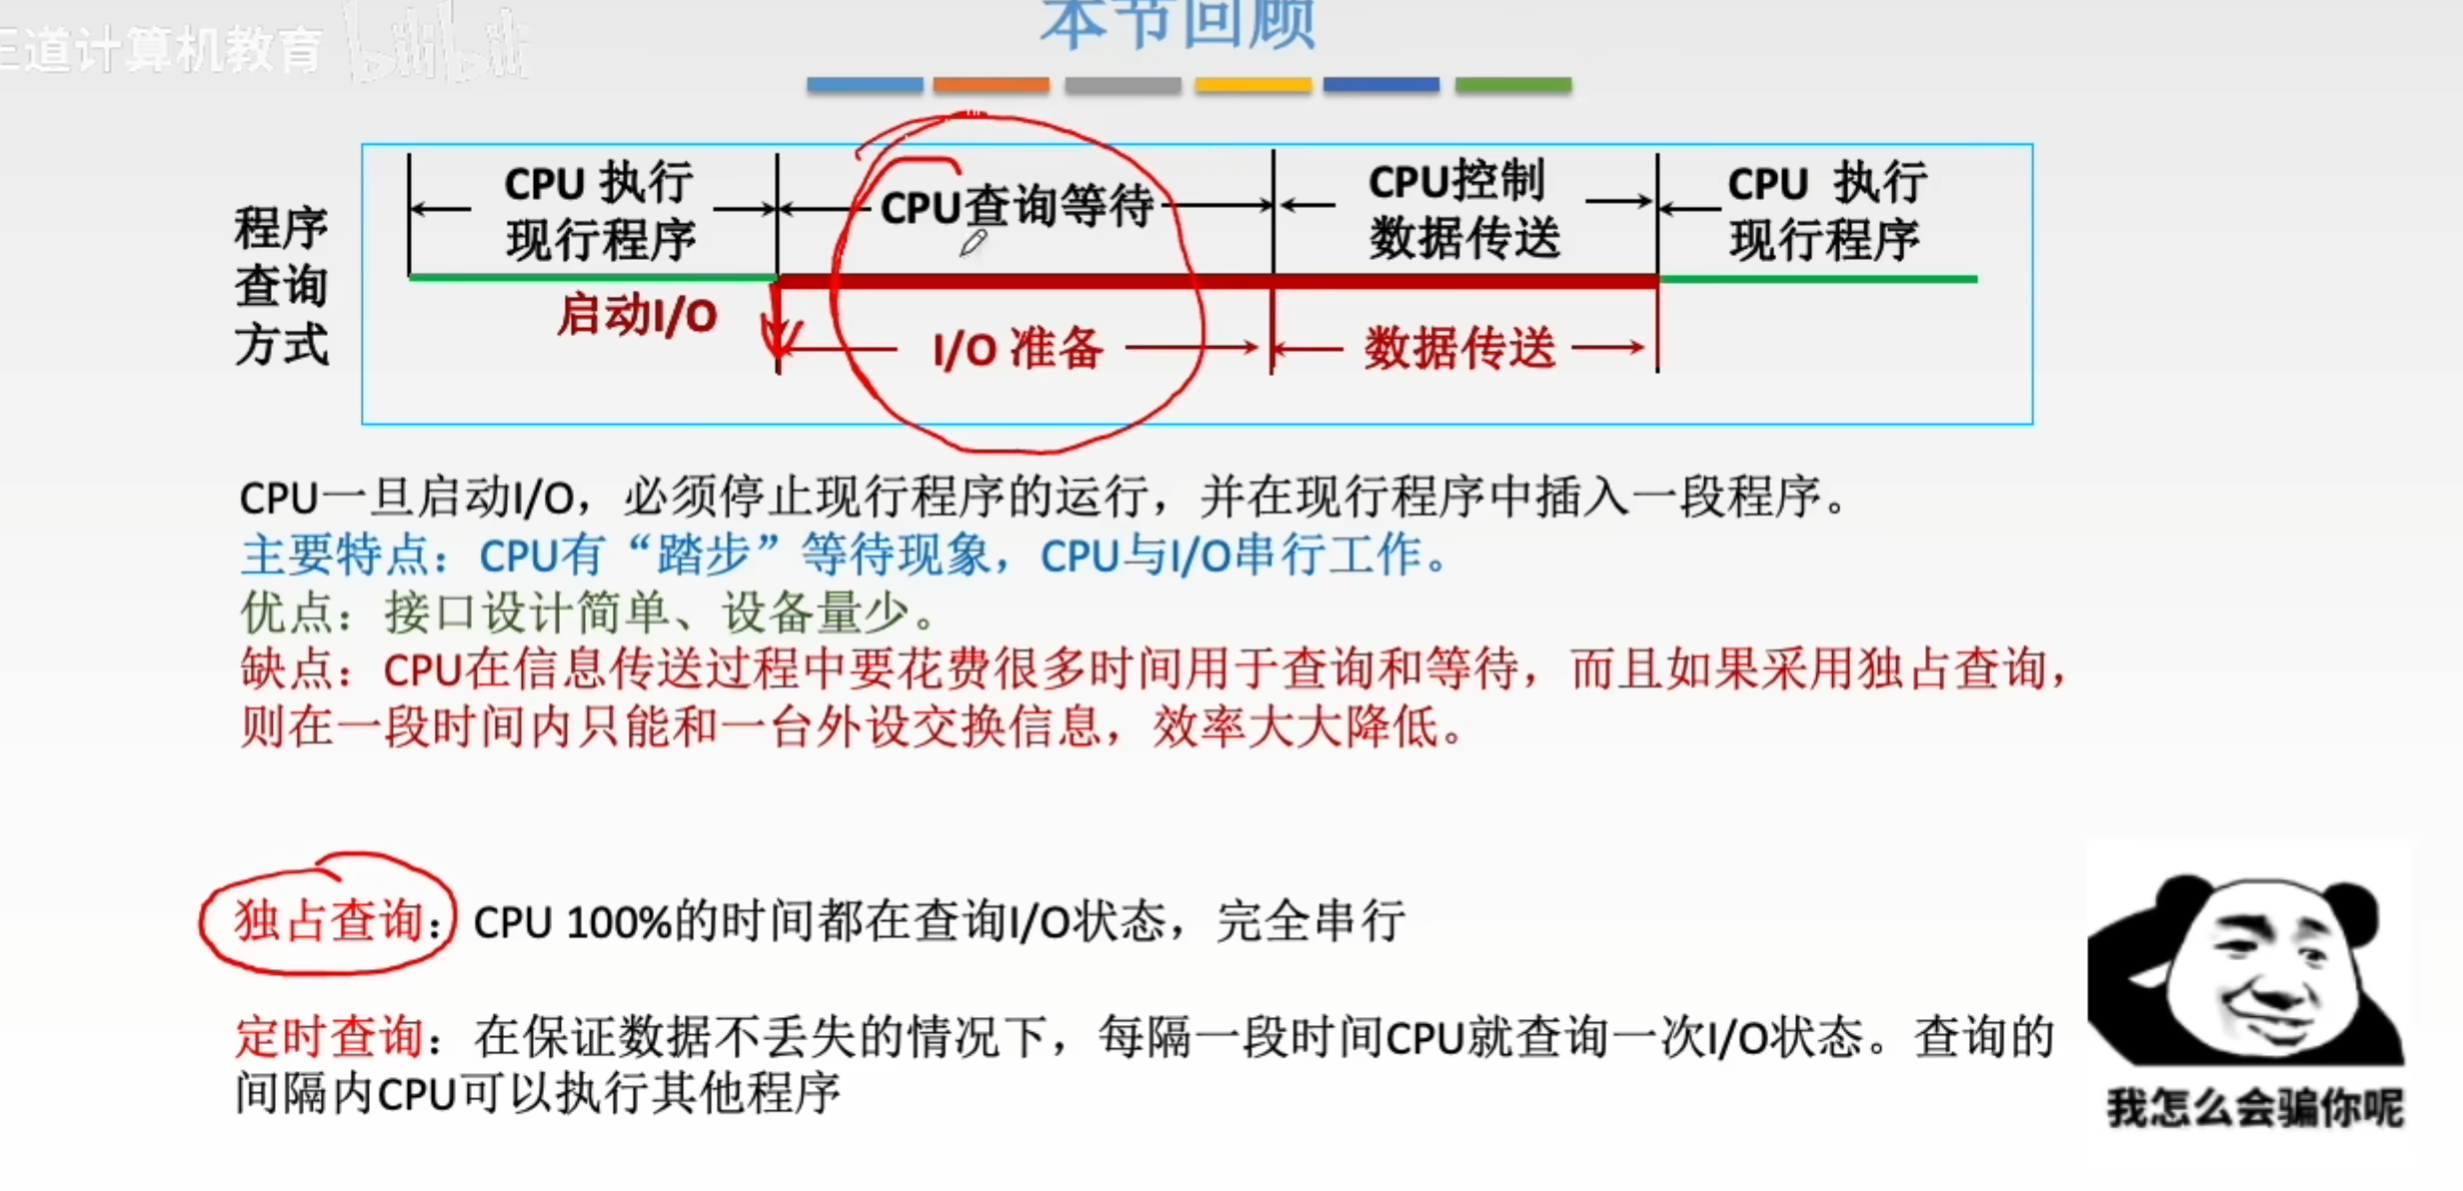 王道计算机教育 bilibili
本节回顾
程序
查询
方式
CPU 执行
现行程序
CPU查询等待
CPU控制
数据传送
CPU 执行
现行程序
启动I/O
I/O 准备
数据传送
CPU一旦启动I/O，必须停止现行程序的运行，并在现行程序中插入一段程序。
主要特点：CPU有“踏步”等待现象，CPU与I/O串行工作。
优点：接口设计简单、设备量少。
缺点：CPU在信息传送过程中要花费很多时间用于查询和等待，而且如果采用独占查询，
则在一段时间内只能和一台外设交换信息，效率大大降低。
独占查询：CPU 100%的时间都在查询I/O状态，完全串行
定时查询：在保证数据不丢失的情况下，每隔一段时间CPU就查询一次I/O状态。查询的
间隔内CPU可以执行其他程序
我怎么会骗你呢